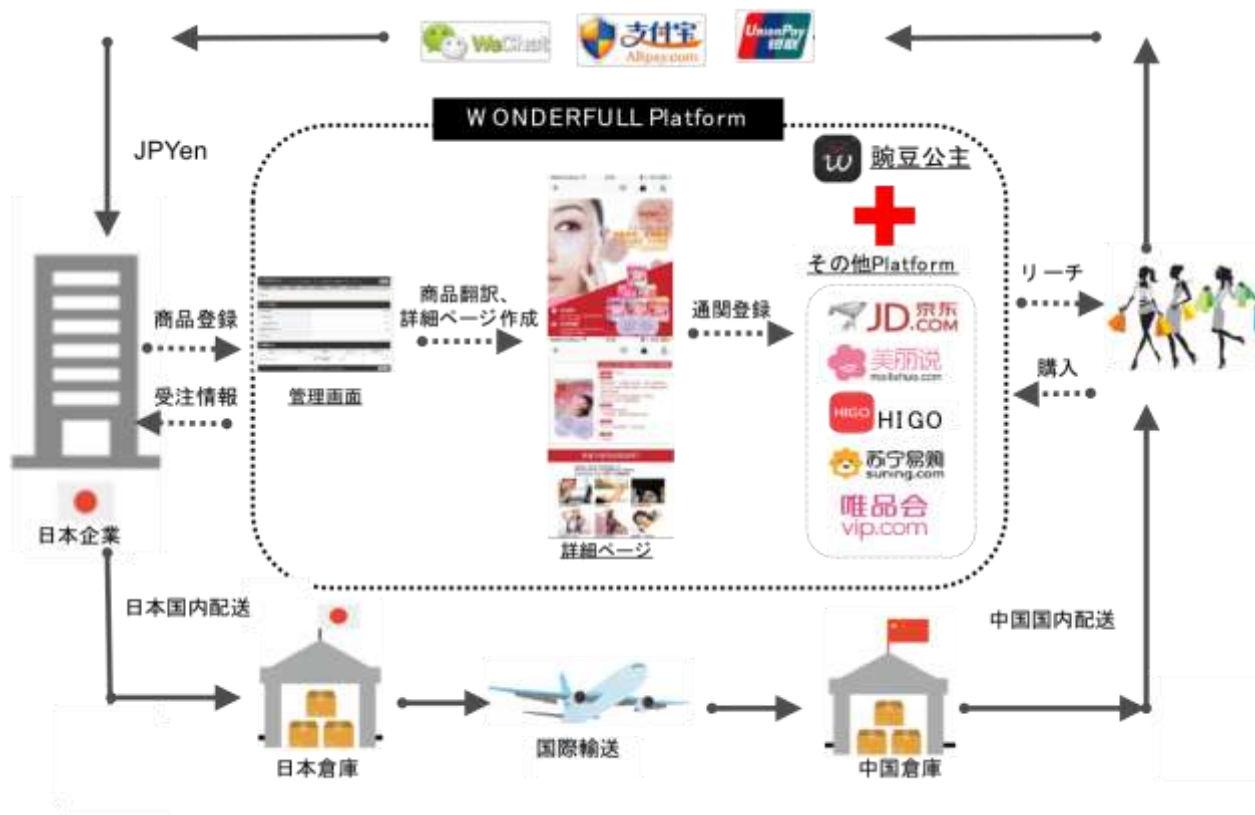 WeChat
支付宝
Alipay.com
UnionPay
银联
WONDERFULL Platform
JPYen
豌豆公主
その他Platform
リーチ
商品登録
商品翻訳、
詳細ページ作成
通関登録
JD.COM
京东
美丽说
meilishuo.com
購入
受注情報
管理画面
HIGO
HIGO
苏宁易购
suning.com
唯品会
vip.com
日本企業
詳細ページ
日本国内配送
中国国内配送
国際輸送
日本倉庫
中国倉庫